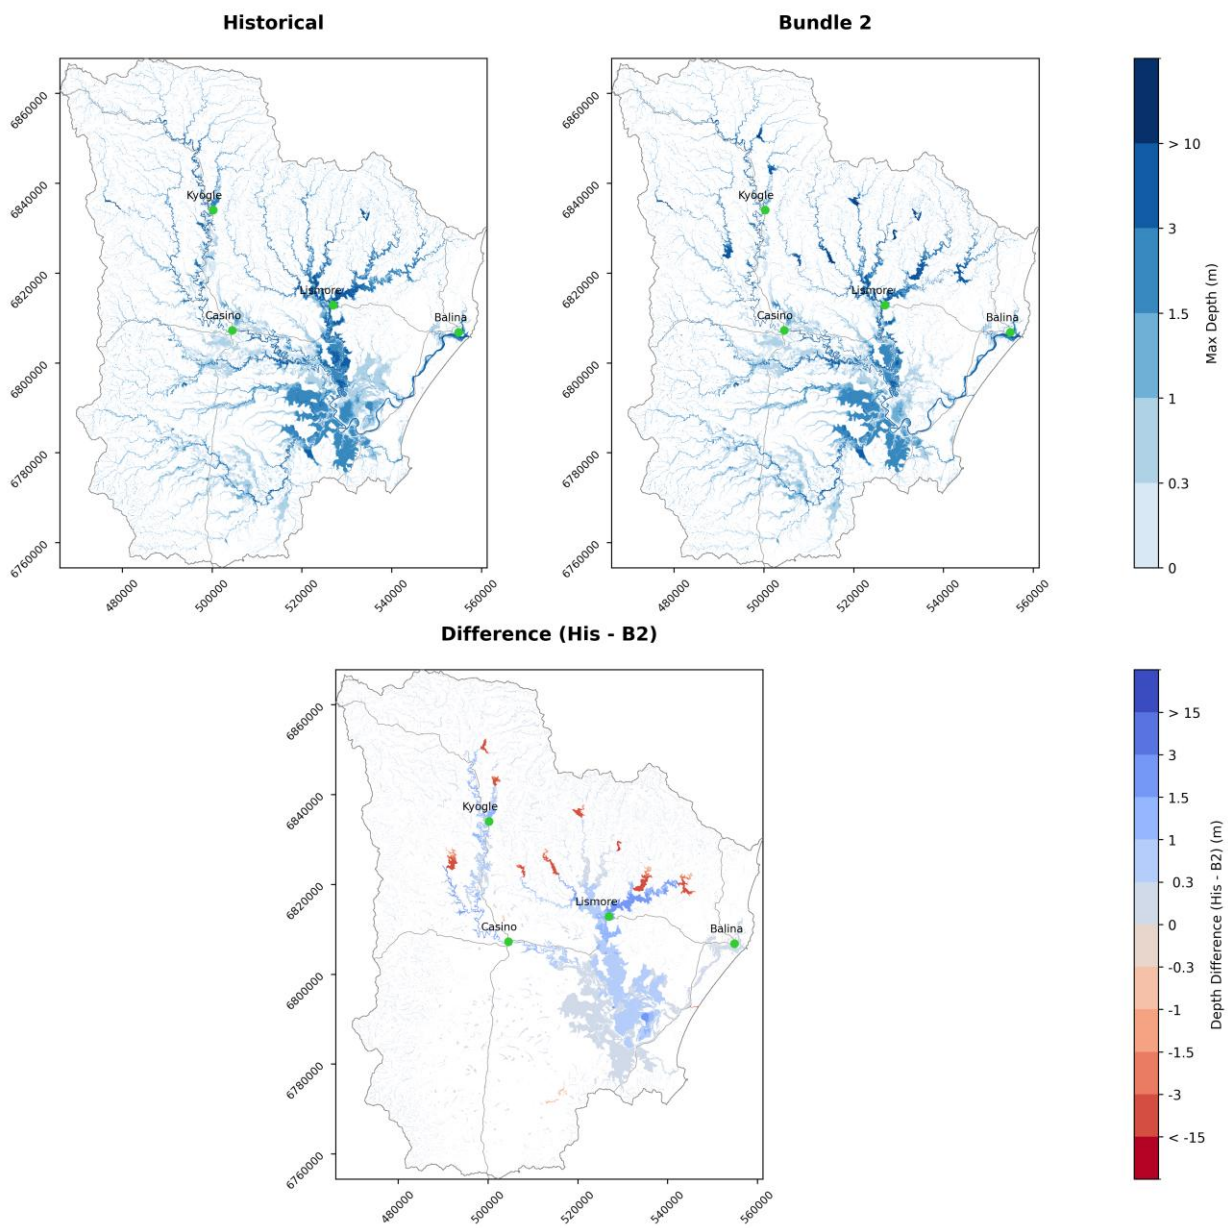 Historical
Bundle 2
6860000
6840000
6820000
6800000
6780000
6760000
480000
500000
520000
540000
560000
Kyogle
Lismore
Casino
Balina
6860000
6840000
6820000
6800000
6780000
6760000
480000
500000
520000
540000
560000
Kyogle
Lismore
Casino
Balina
> 10
3
1.5
1
0.3
0
Max Depth (m)
Difference (His - B2)
6860000
6840000
6820000
6800000
6780000
6760000
480000
500000
520000
540000
560000
Kyogle
Lismore
Casino
Balina
> 15
3
1.5
1
0.3
0
-0.3
-1
-1.5
-3
< -15
Depth Difference (His - B2) (m)